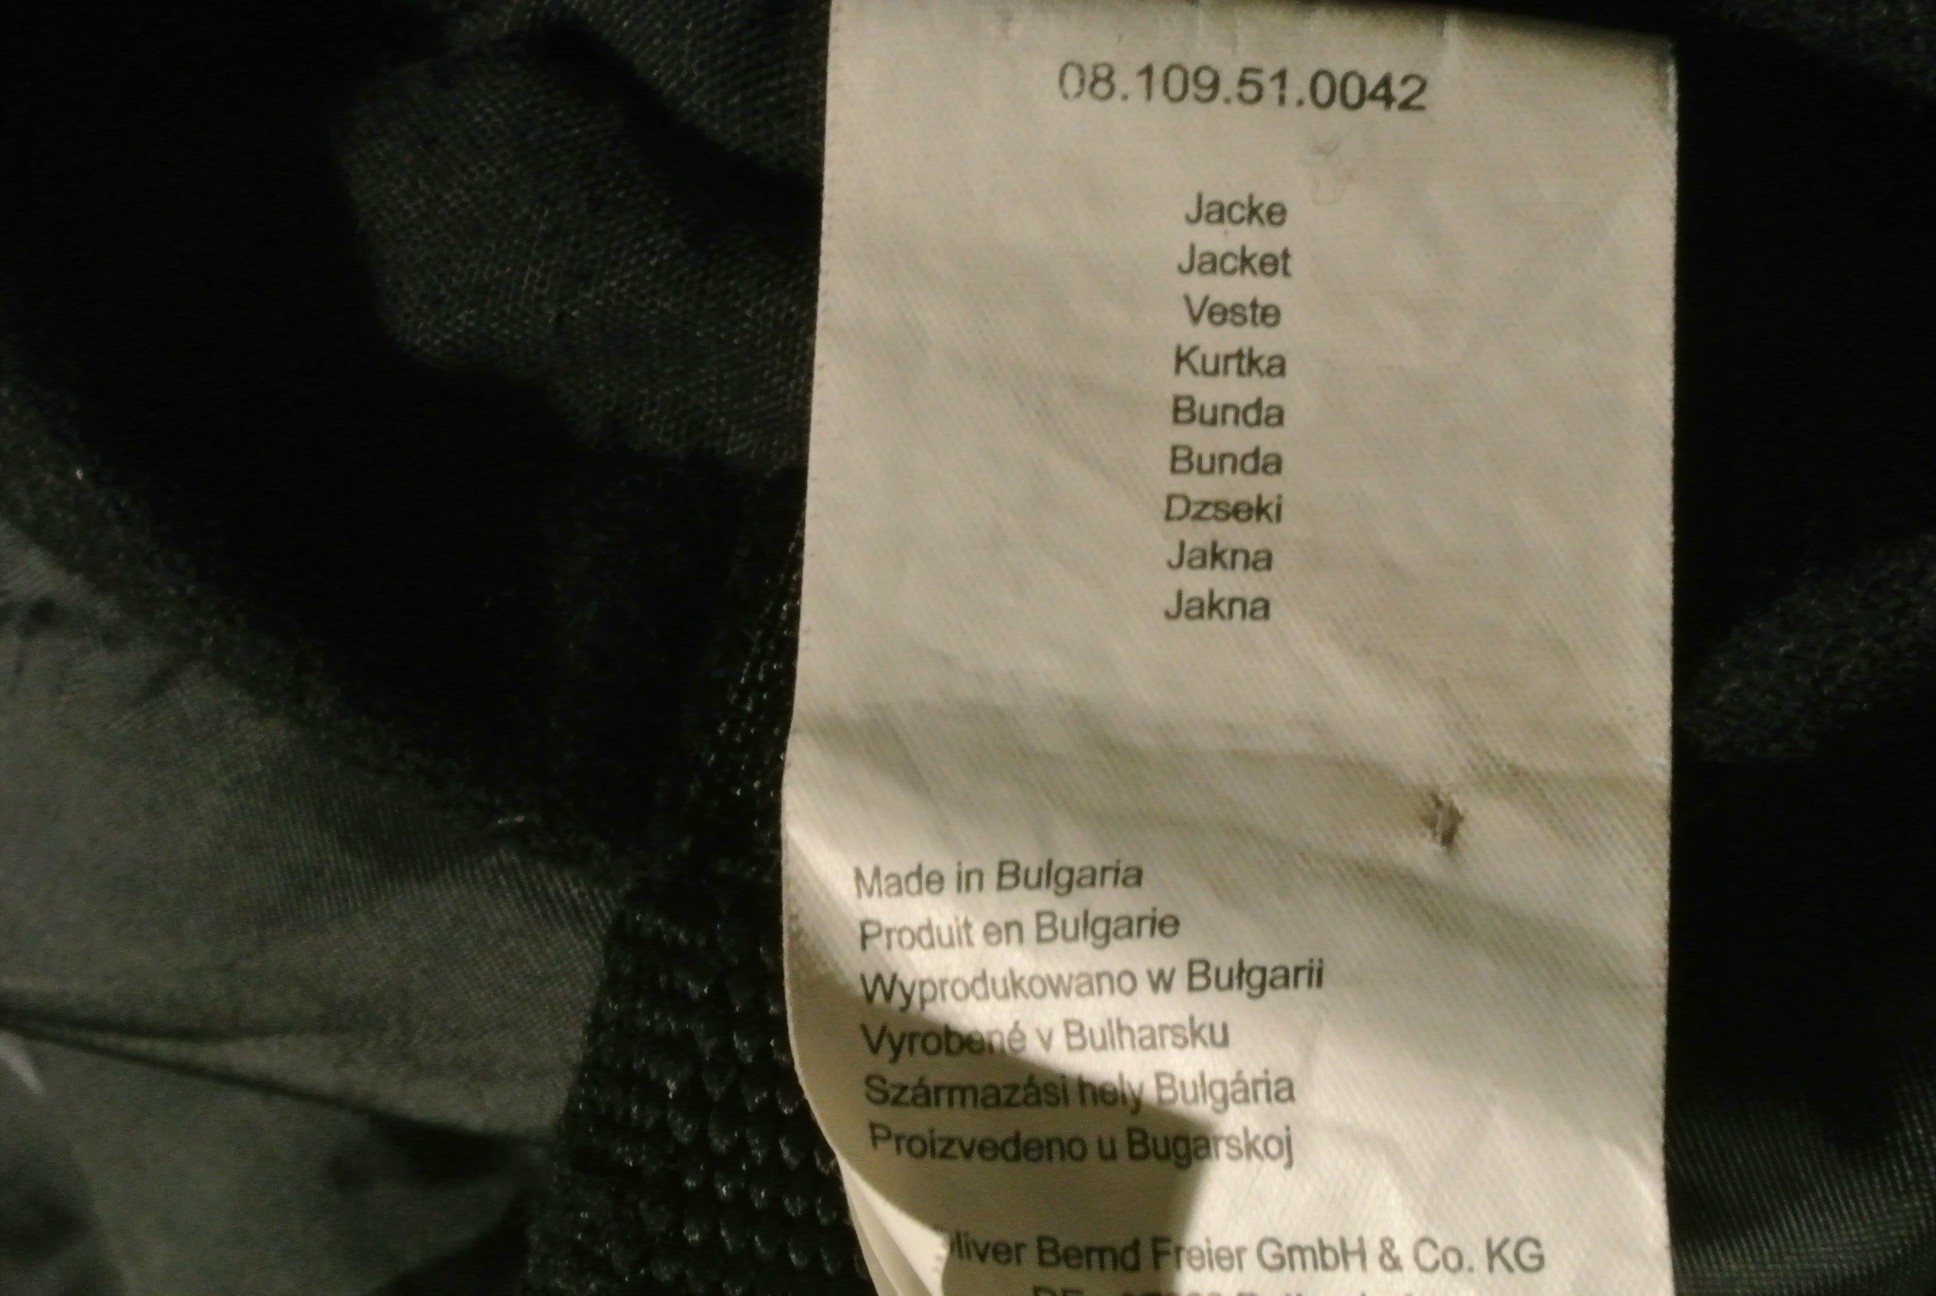 08.109.51.0042
Jacke
Jacket
Veste
Kurtka
Bunda
Bunda
Dzseki
Jakna
Jakna
Made in Bulgaria
Produit en Bulgarie
Wyprodukowano w Bułgarii
Vyrobené v Bulharsku
Származási hely Bulgária
Proizvedeno u Bugarskoj
Oliver Bernd Freier GmbH & Co. KG